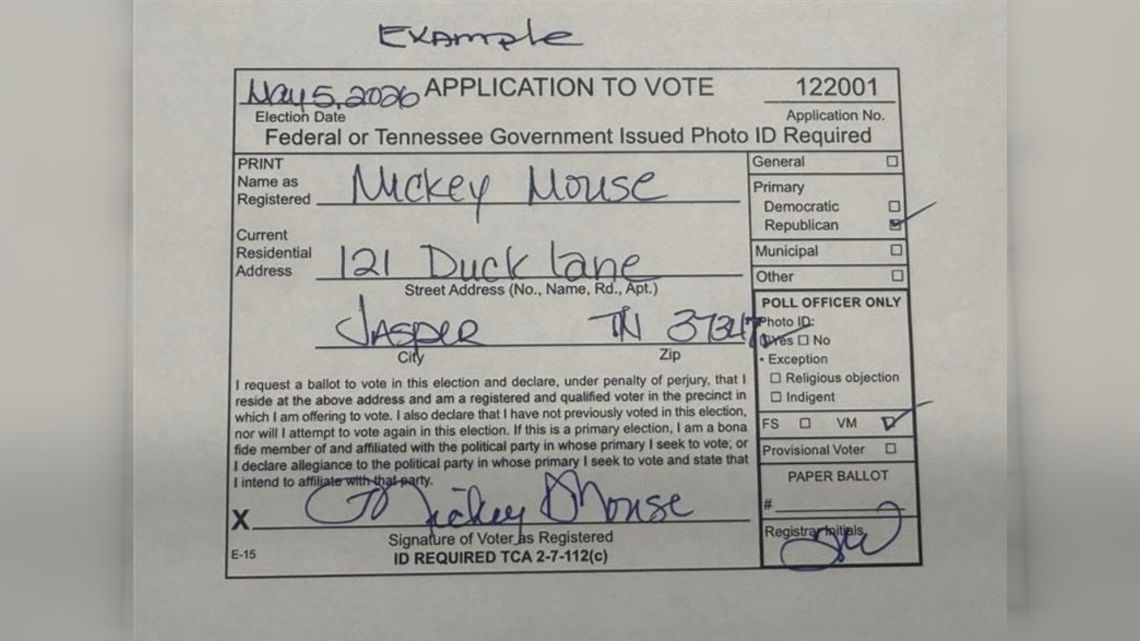 Example
May 5, 2026 APPLICATION TO VOTE 122001
Election Date Application No.
Federal or Tennessee Government Issued Photo ID Required
PRINT
Name as
Registered Mickey Mouse
Current
Residential
Address 121 Duck Lane
Street Address (No., Name, Rd., Apt.)
Jasper TN 37347
City Zip
I request a ballot to vote in this election and declare, under penalty of perjury, that I
reside at the above address and am a registered and qualified voter in the precinct in
which I am offering to vote. I also declare that I have not previously voted in this election,
nor will I attempt to vote again in this election. If this is a primary election, I am a bona
fide member of and affiliated with the political party in whose primary I seek to vote; or
I declare allegiance to the political party in whose primary I seek to vote and state that
I intend to affiliate with that party.
X Mickey Mouse
Signature of Voter as Registered
E-15 ID REQUIRED TCA 2-7-112(c)
General
Primary
Democratic
Republican
Municipal
Other
POLL OFFICER ONLY
Photo ID:
Yes No
• Exception
Religious objection
Indigent
FS VM
Provisional Voter
PAPER BALLOT
#
Registrar Initials